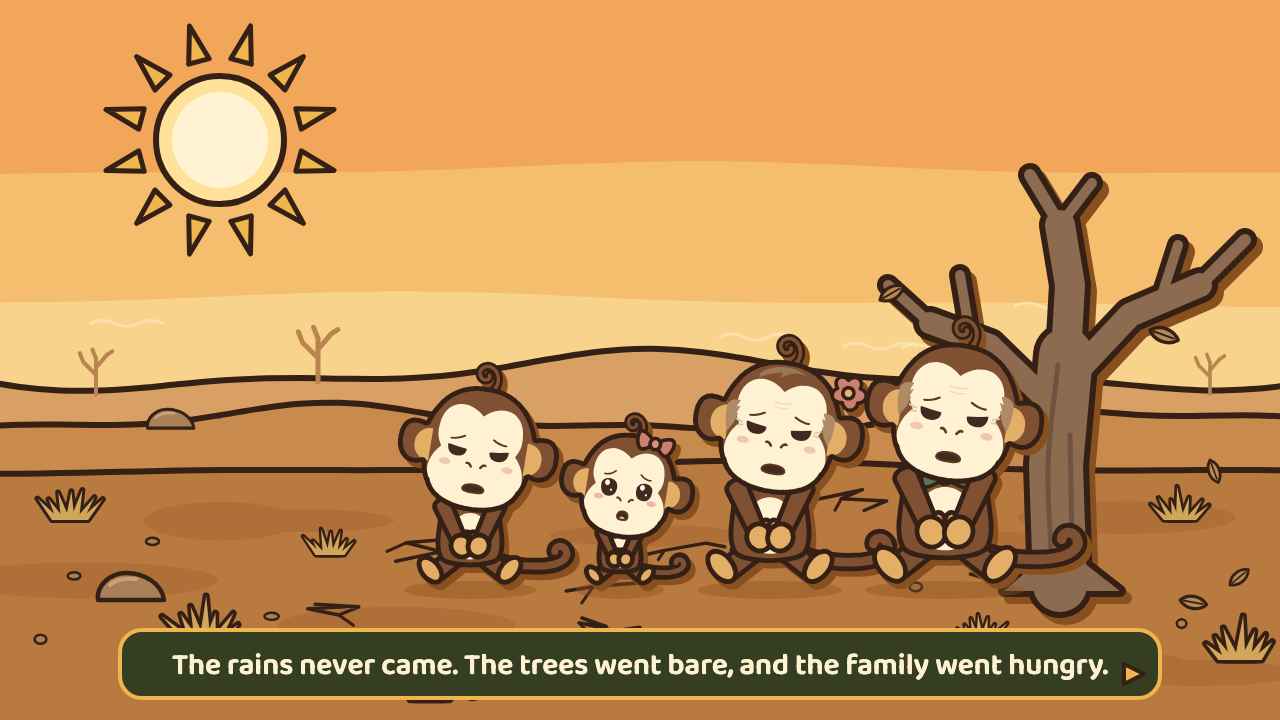 The rains never came. The trees went bare, and the family went hungry.